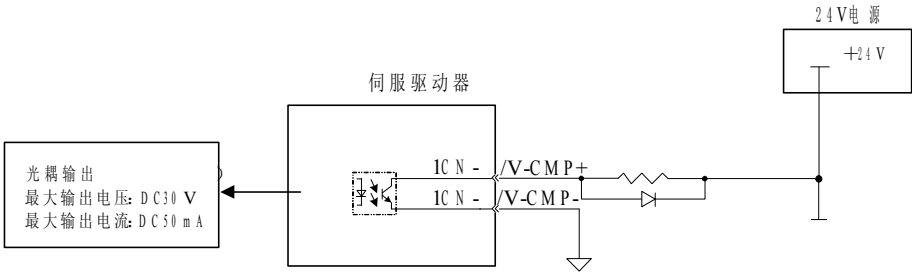 24V电 源
+24 V
伺服驱动器
光耦输出
最大输出电压: DC30 V
最大输出电流: DC50 mA
1CN - /V-CMP+
1CN - /V-CMP-